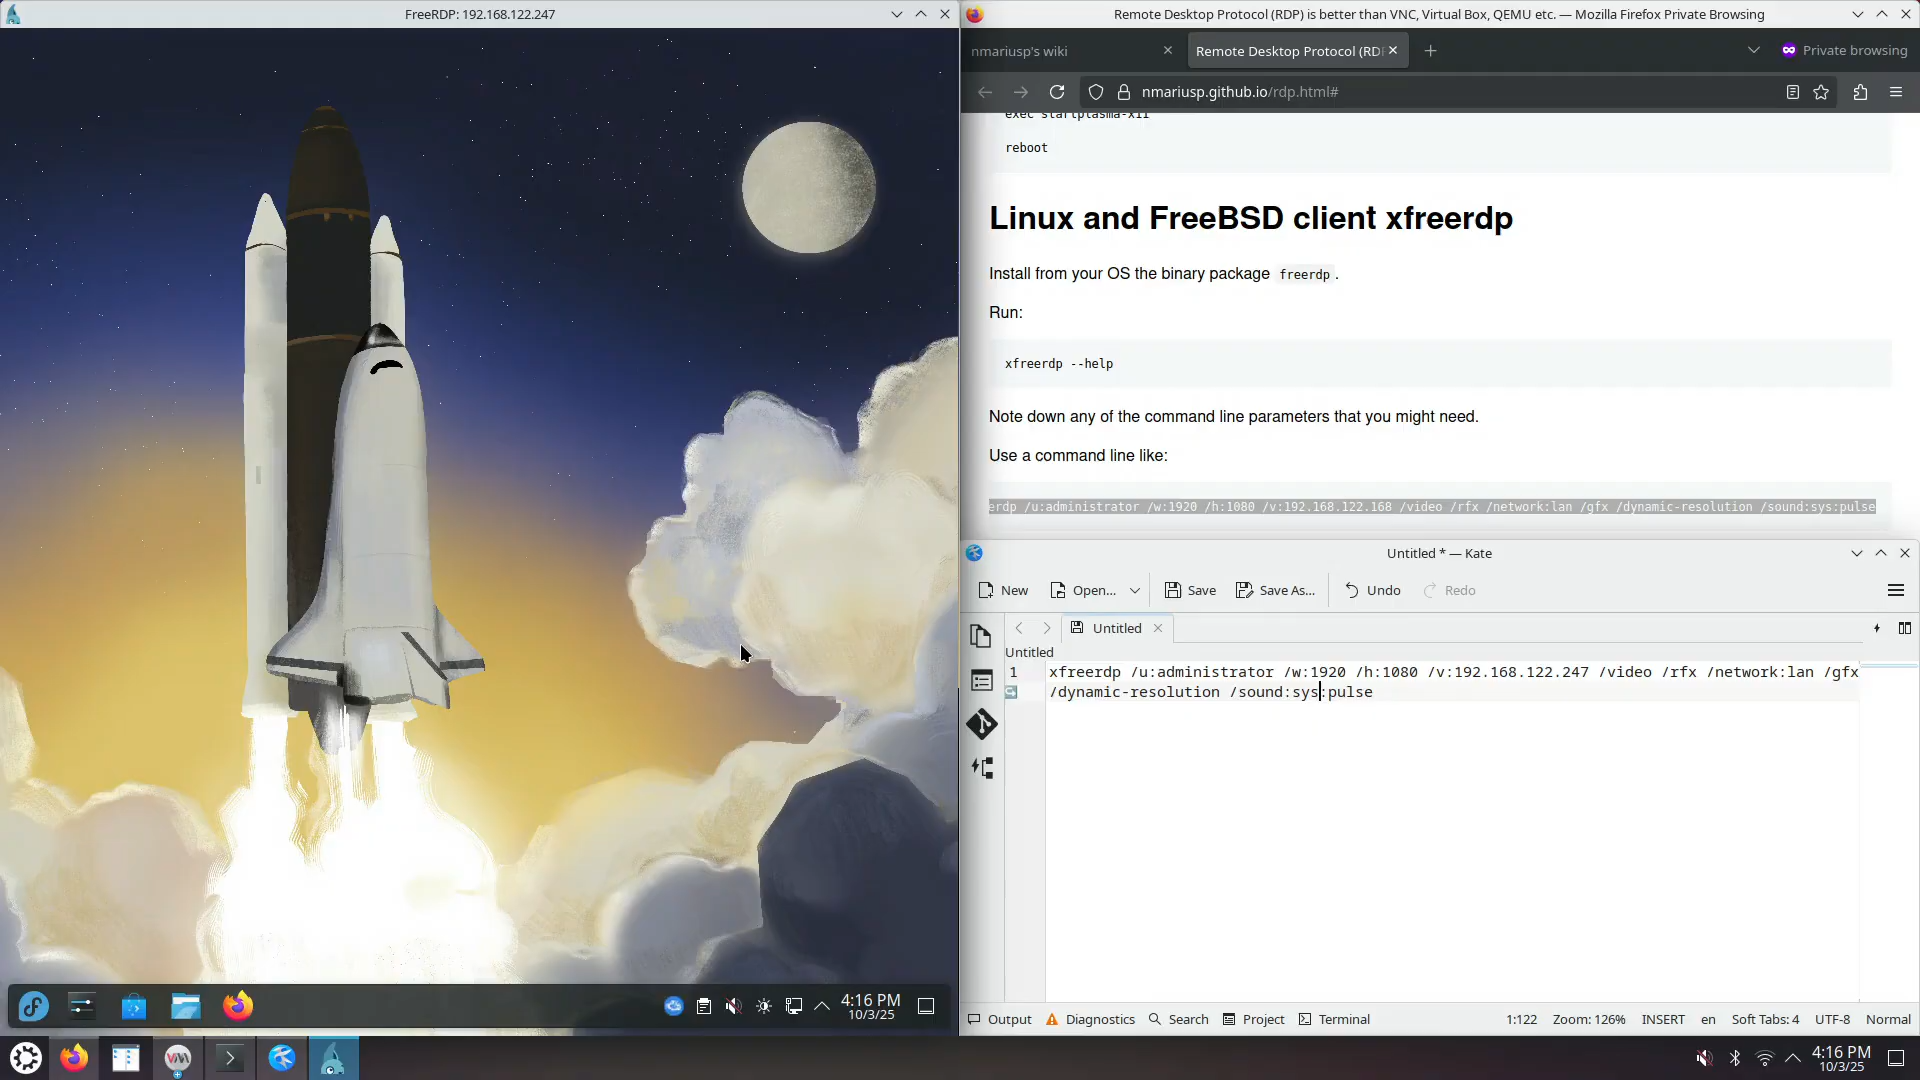 FreeRDP: 192.168.122.247
4:16 PM
10/3/25
Remote Desktop Protocol (RDP) is better than VNC, Virtual Box, QEMU etc. — Mozilla Firefox Private Browsing
nmariusp's wiki
Remote Desktop Protocol (RD
Private browsing
nmariusp.github.io/rdp.html#
exec startplasma-x11
reboot
Linux and FreeBSD client xfreerdp
Install from your OS the binary package freerdp.
Run:
xfreerdp --help
Note down any of the command line parameters that you might need.
Use a command line like:
erdp /u:administrator /w:1920 /h:1080 /v:192.168.122.168 /video /rfx /network:lan /gfx /dynamic-resolution /sound:sys:pulse
Untitled * — Kate
New Open... Save Save As... Undo Redo
Untitled
Untitled
1 xfreerdp /u:administrator /w:1920 /h:1080 /v:192.168.122.247 /video /rfx /network:lan /gfx
/dynamic-resolution /sound:sys:pulse
Output Diagnostics Search Project Terminal 1:122 Zoom: 126% INSERT en Soft Tabs: 4 UTF-8 Normal
4:16 PM
10/3/25